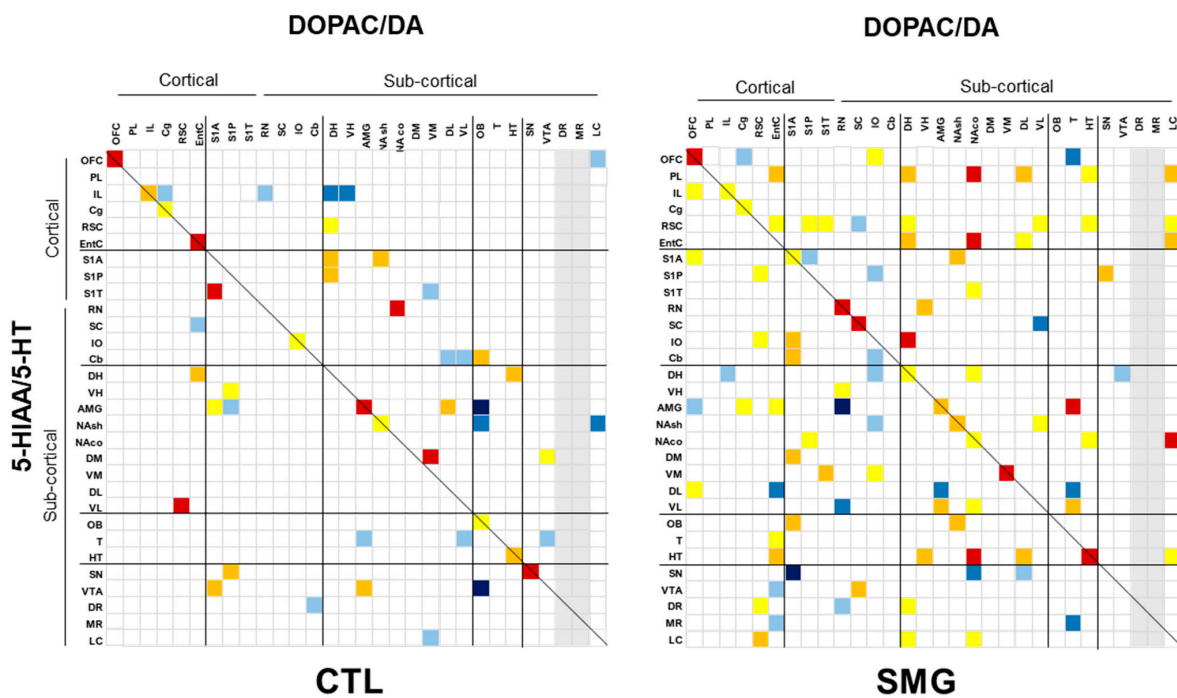 DOPAC/DA
Cortical
Sub-cortical
OFC PL IL Cg RSC EntC S1A S1P S1T RN SC IO Cb DH VH AMG NAsh NAco DM VM DL VL OB T HT SN VTA DR MR LC
5-HIAA/5-HT
Cortical
Sub-cortical
OFC
PL
IL
Cg
RSC
EntC
S1A
S1P
S1T
RN
SC
IO
Cb
DH
VH
AMG
NAsh
NAco
DM
VM
DL
VL
OB
T
HT
SN
VTA
DR
MR
LC
CTL
DOPAC/DA
Cortical
Sub-cortical
OFC PL IL Cg RSC EntC S1A S1P S1T RN SC IO Cb DH VH AMG NAsh NAco DM VM DL VL OB T HT SN VTA DR MR LC
OFC
PL
IL
Cg
RSC
EntC
S1A
S1P
S1T
RN
SC
IO
Cb
DH
VH
AMG
NAsh
NAco
DM
VM
DL
VL
OB
T
HT
SN
VTA
DR
MR
LC
SMG